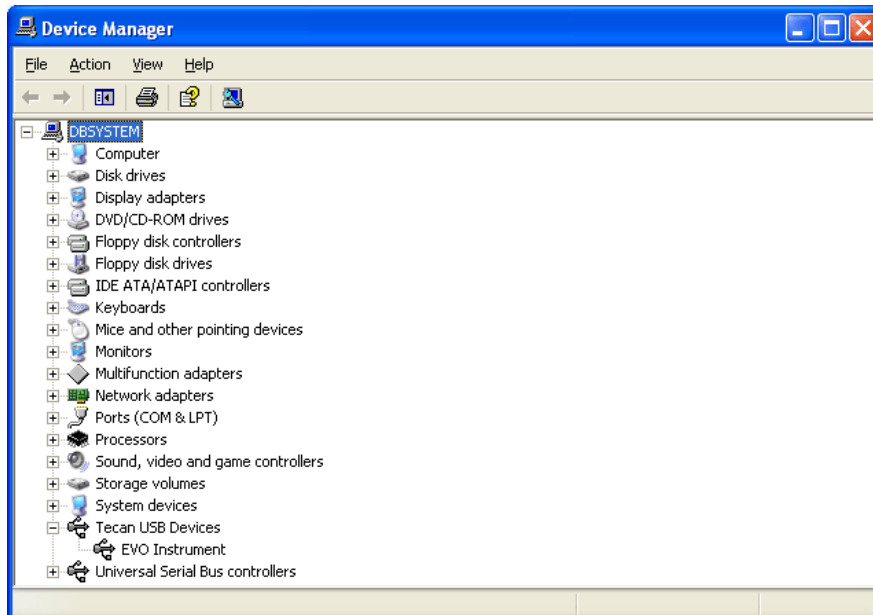 Device Manager
File Action View Help
DBSYSTEM
Computer
Disk drives
Display adapters
DVD/CD-ROM drives
Floppy disk controllers
Floppy disk drives
IDE ATA/ATAPI controllers
Keyboards
Mice and other pointing devices
Monitors
Multifunction adapters
Network adapters
Ports (COM & LPT)
Processors
Sound, video and game controllers
Storage volumes
System devices
Tecan USB Devices
EVO Instrument
Universal Serial Bus controllers